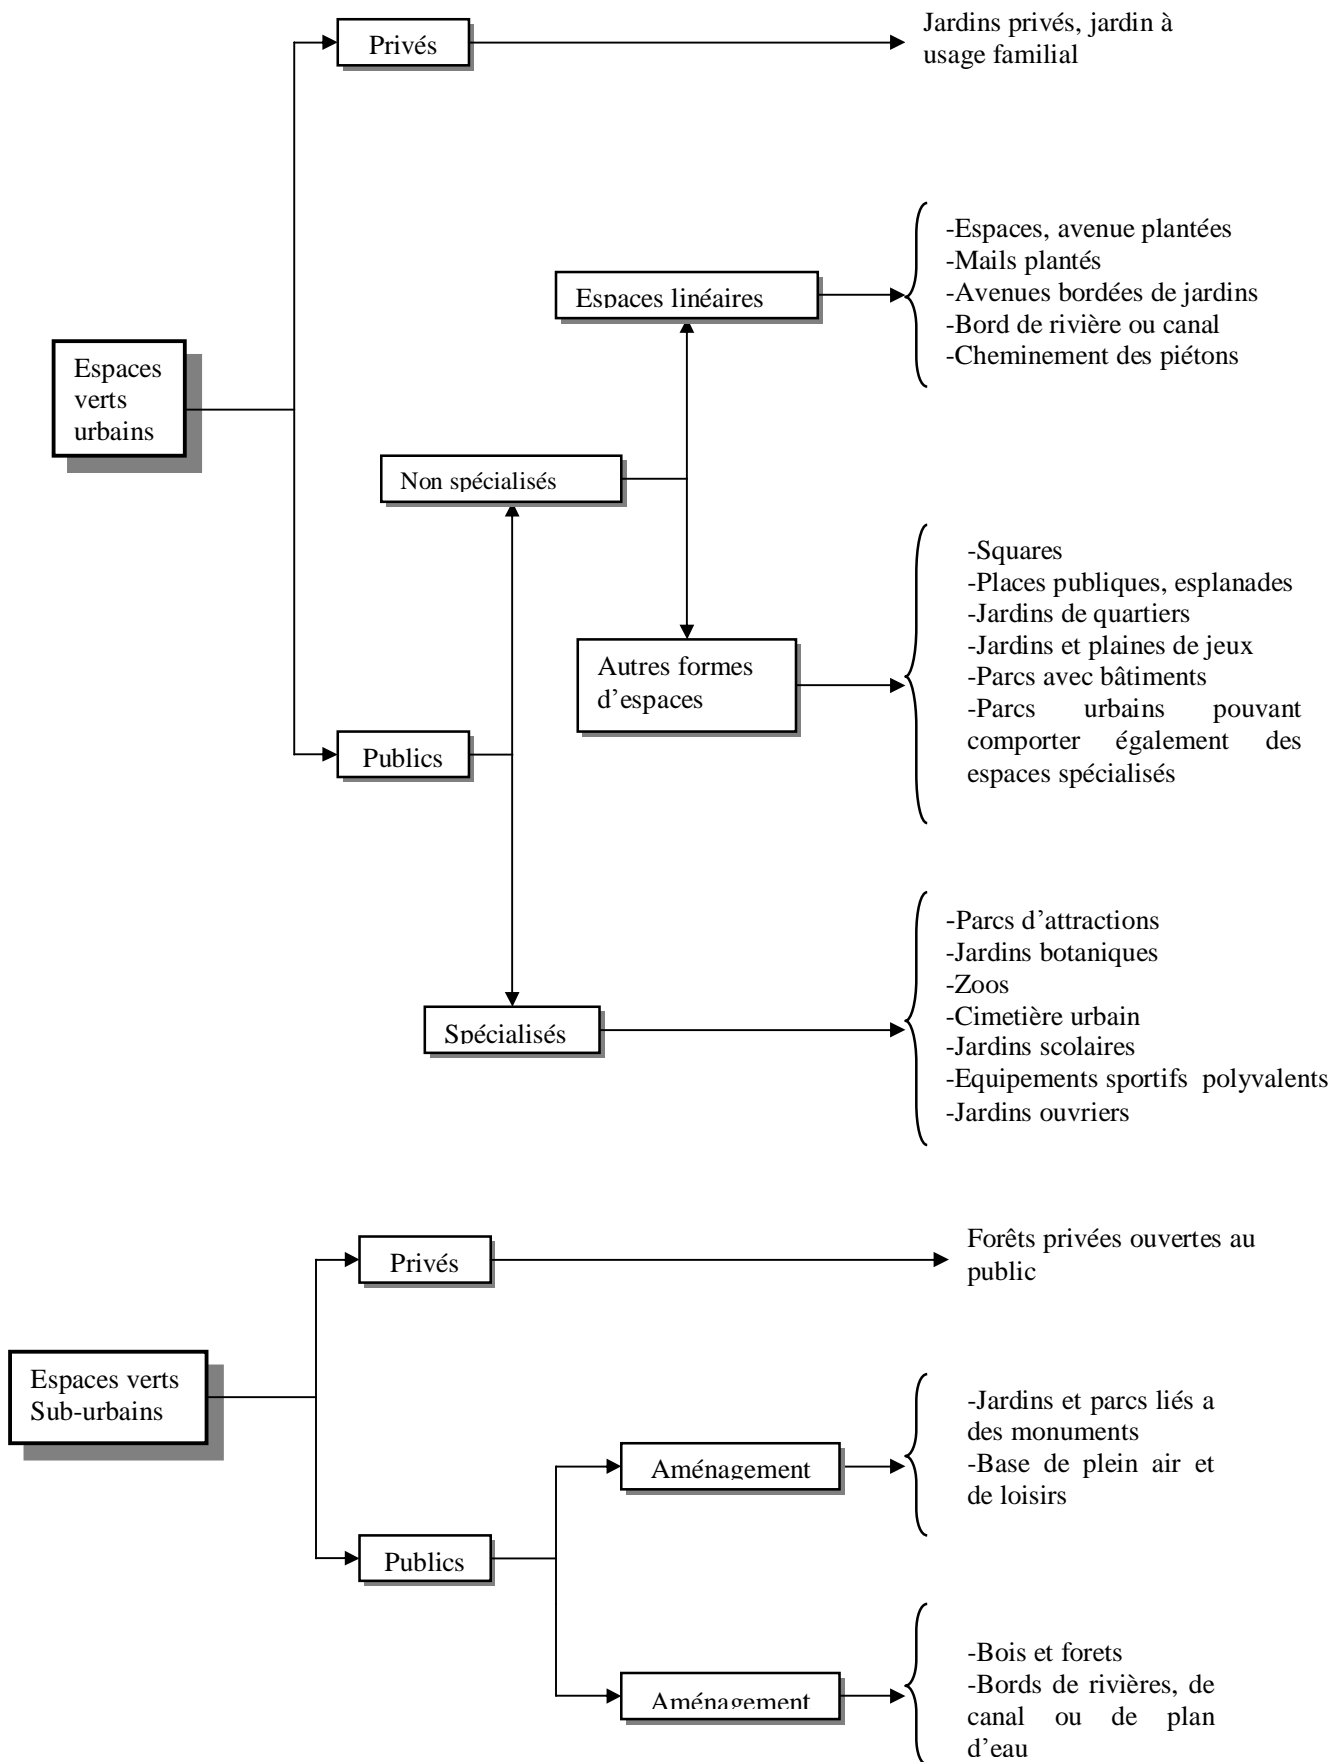 Privés
Jardins privés, jardin à
usage familial
Espaces
verts
urbains
Espaces linéaires
-Espaces, avenue plantées
-Mails plantés
-Avenues bordées de jardins
-Bord de rivière ou canal
-Cheminement des piétons
Non spécialisés
Autres formes
d’espaces
-Squares
-Places publiques, esplanades
-Jardins de quartiers
-Jardins et plaines de jeux
-Parcs avec bâtiments
-Parcs urbains pouvant
comporter également des
espaces spécialisés
Publics
Spécialisés
-Parcs d’attractions
-Jardins botaniques
-Zoos
-Cimetière urbain
-Jardins scolaires
-Equipements sportifs polyvalents
-Jardins ouvriers
Privés
Forêts privées ouvertes au
public
Espaces verts
Sub-urbains
Aménagement
-Jardins et parcs liés a
des monuments
-Base de plein air et
de loisirs
Publics
Aménagement
-Bois et forets
-Bords de rivières, de
canal ou de plan
d’eau